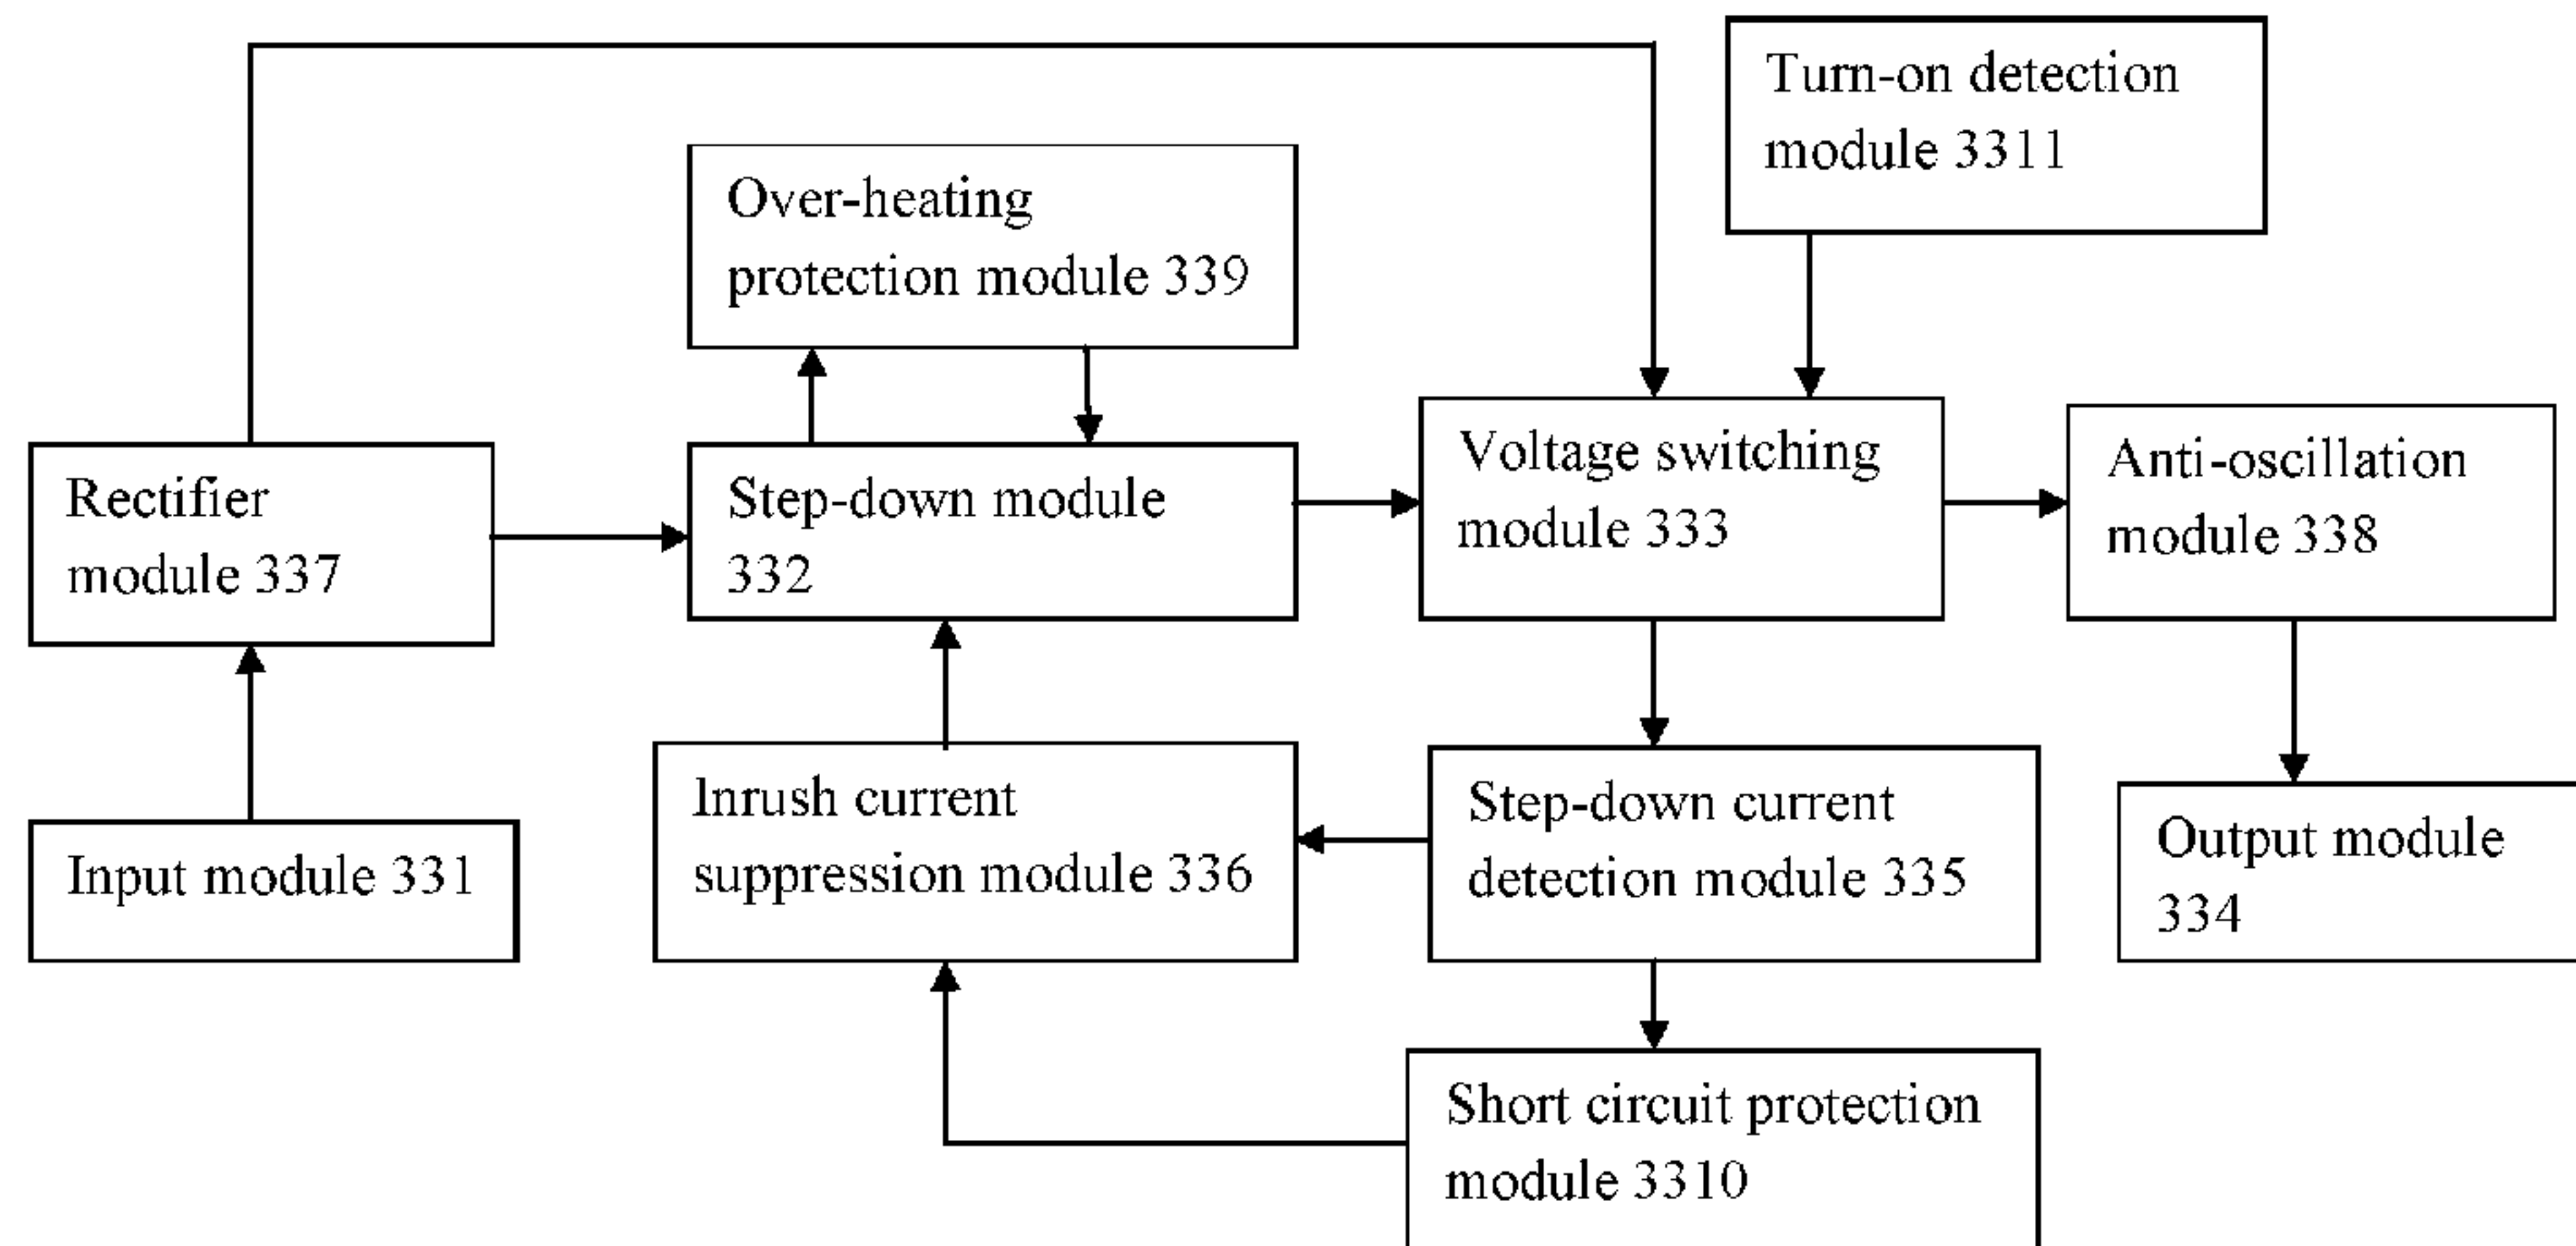 Turn-on detection
module 3311
Over-heating
protection module 339
Rectifier
module 337
Step-down module
332
Voltage switching
module 333
Anti-oscillation
module 338
Input module 331
Inrush current
suppression module 336
Step-down current
detection module 335
Output module
334
Short circuit protection
module 3310